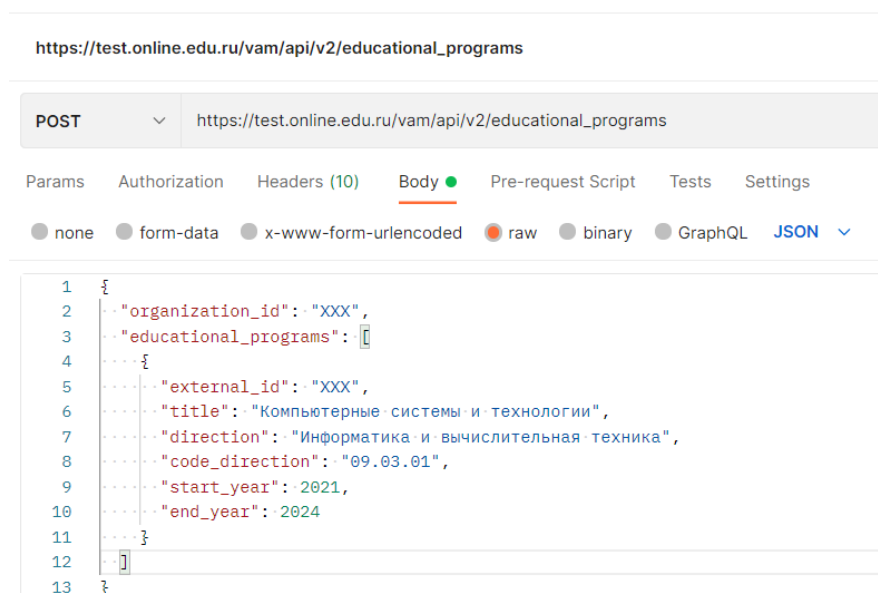 https://test.online.edu.ru/vam/api/v2/educational_programs
POST https://test.online.edu.ru/vam/api/v2/educational_programs
Params Authorization Headers (10) Body Pre-request Script Tests Settings
none form-data x-www-form-urlencoded raw binary GraphQL JSON
1 {
2 "organization_id": "XXX",
3 "educational_programs": [
4 {
5 "external_id": "XXX",
6 "title": "Компьютерные системы и технологии",
7 "direction": "Информатика и вычислительная техника",
8 "code_direction": "09.03.01",
9 "start_year": 2021,
10 "end_year": 2024
11 }
12 ]
13 }